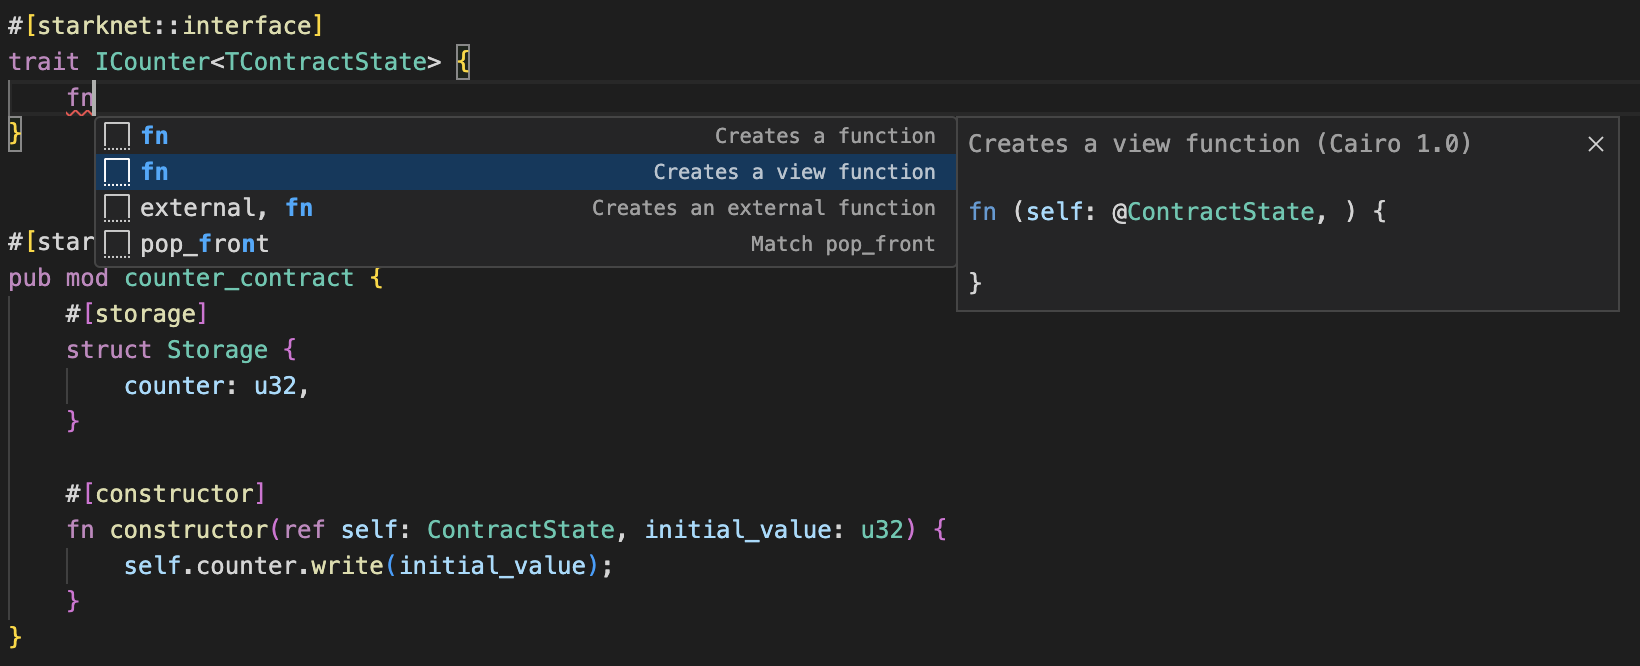 #[starknet::interface]
trait ICounter<TContractState> {
    fn
}
fn Creates a function
fn Creates a view function
external, fn Creates an external function
pop_front Match pop_front
Creates a view function (Cairo 1.0)
fn (self: @ContractState, ) {
}
#[star
pub mod counter_contract {
    #[storage]
    struct Storage {
        counter: u32,
    }
    #[constructor]
    fn constructor(ref self: ContractState, initial_value: u32) {
        self.counter.write(initial_value);
    }
}